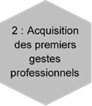 2 : Acquisition
des premiers
gestes
professionnels